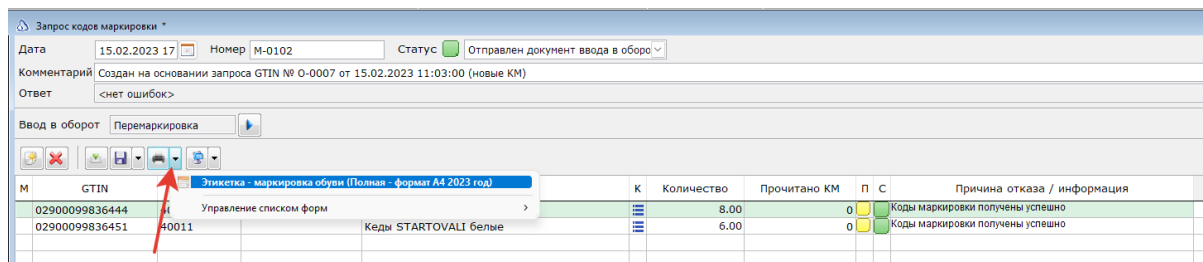 Запрос кодов маркировки *
Дата 15.02.2023 17 Номер М-0102 Статус Отправлен документ ввода в оборо
Комментарий Создан на основании запроса GTIN № О-0007 от 15.02.2023 11:03:00 (новые КМ)
Ответ <нет ошибок>
Ввод в оборот Перемаркировка
Этикетка - маркировка обуви (Полная - формат А4 2023 год)
Управление списком форм
М GTIN К Количество Прочитано КМ П С Причина отказа / информация
02900099836444 8.00 0 Коды маркировки получены успешно
02900099836451 40011 Кеды STARTOVALI белые 6.00 0 Коды маркировки получены успешно